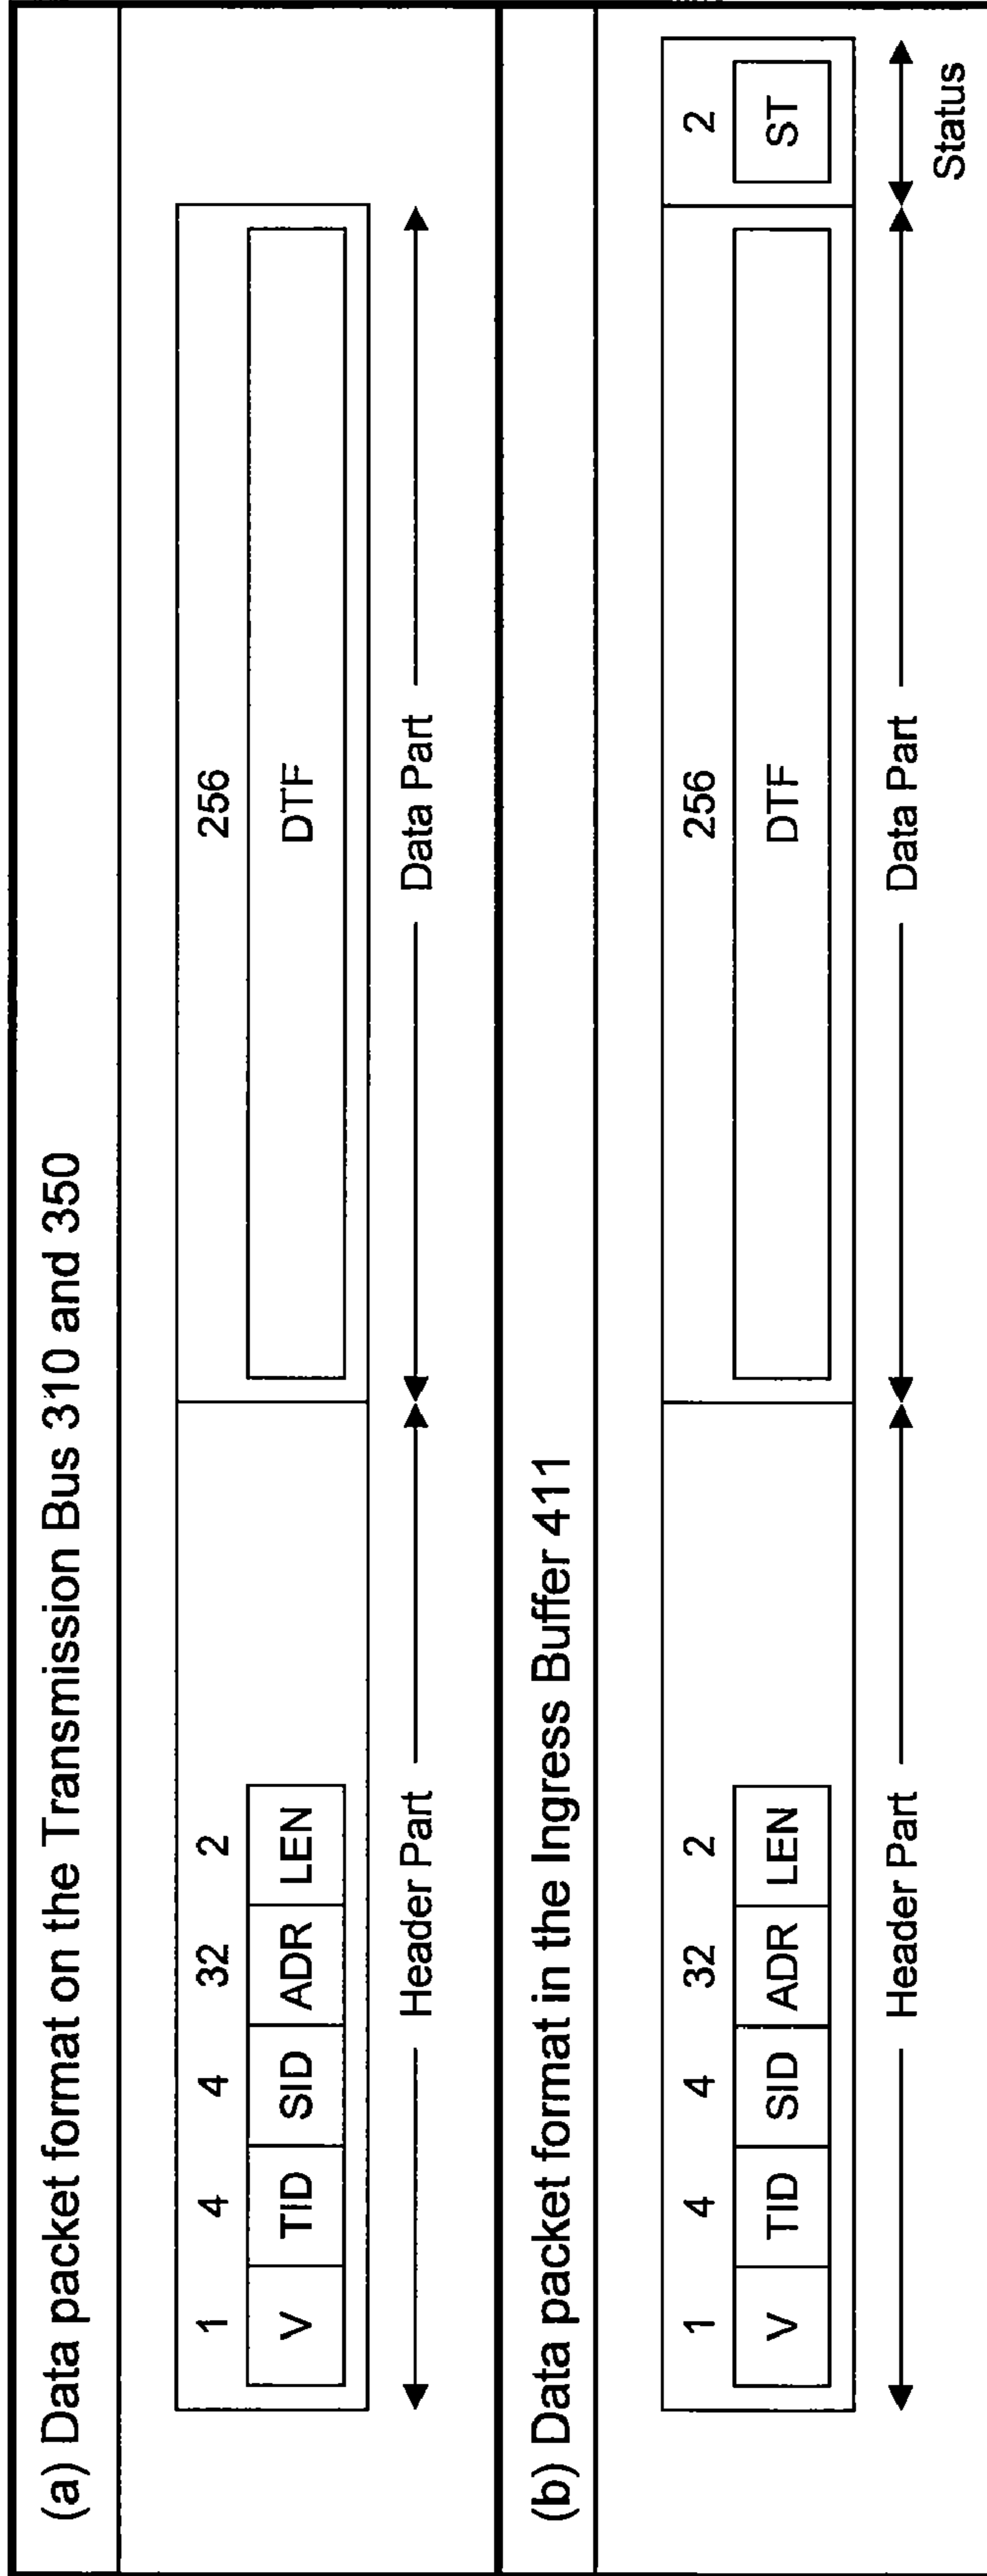 (a) Data packet format on the Transmission Bus 310 and 350
1 4 4 32 2 256
V TID SID ADR LEN DTF
Header Part Data Part
(b) Data packet format in the Ingress Buffer 411
1 4 4 32 2 256 2
V TID SID ADR LEN DTF ST
Header Part Data Part
Status